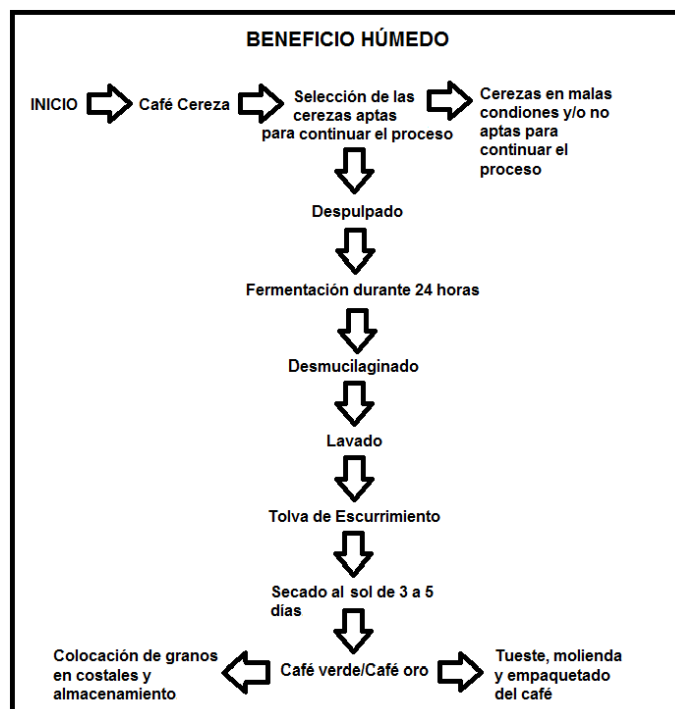 BENEFICIO HÚMEDO
INICIO
Café Cereza
Selección de las
cerezas aptas
para continuar el proceso
Cerezas en malas
condiones y/o no
aptas para
continuar el
proceso
Despulpado
Fermentación durante 24 horas
Desmucilaginado
Lavado
Tolva de Escurrimiento
Secado al sol de 3 a 5
días
Colocación de granos
en costales y
almacenamiento
Café verde/Café oro
Tueste, molienda
y empaquetado
del café